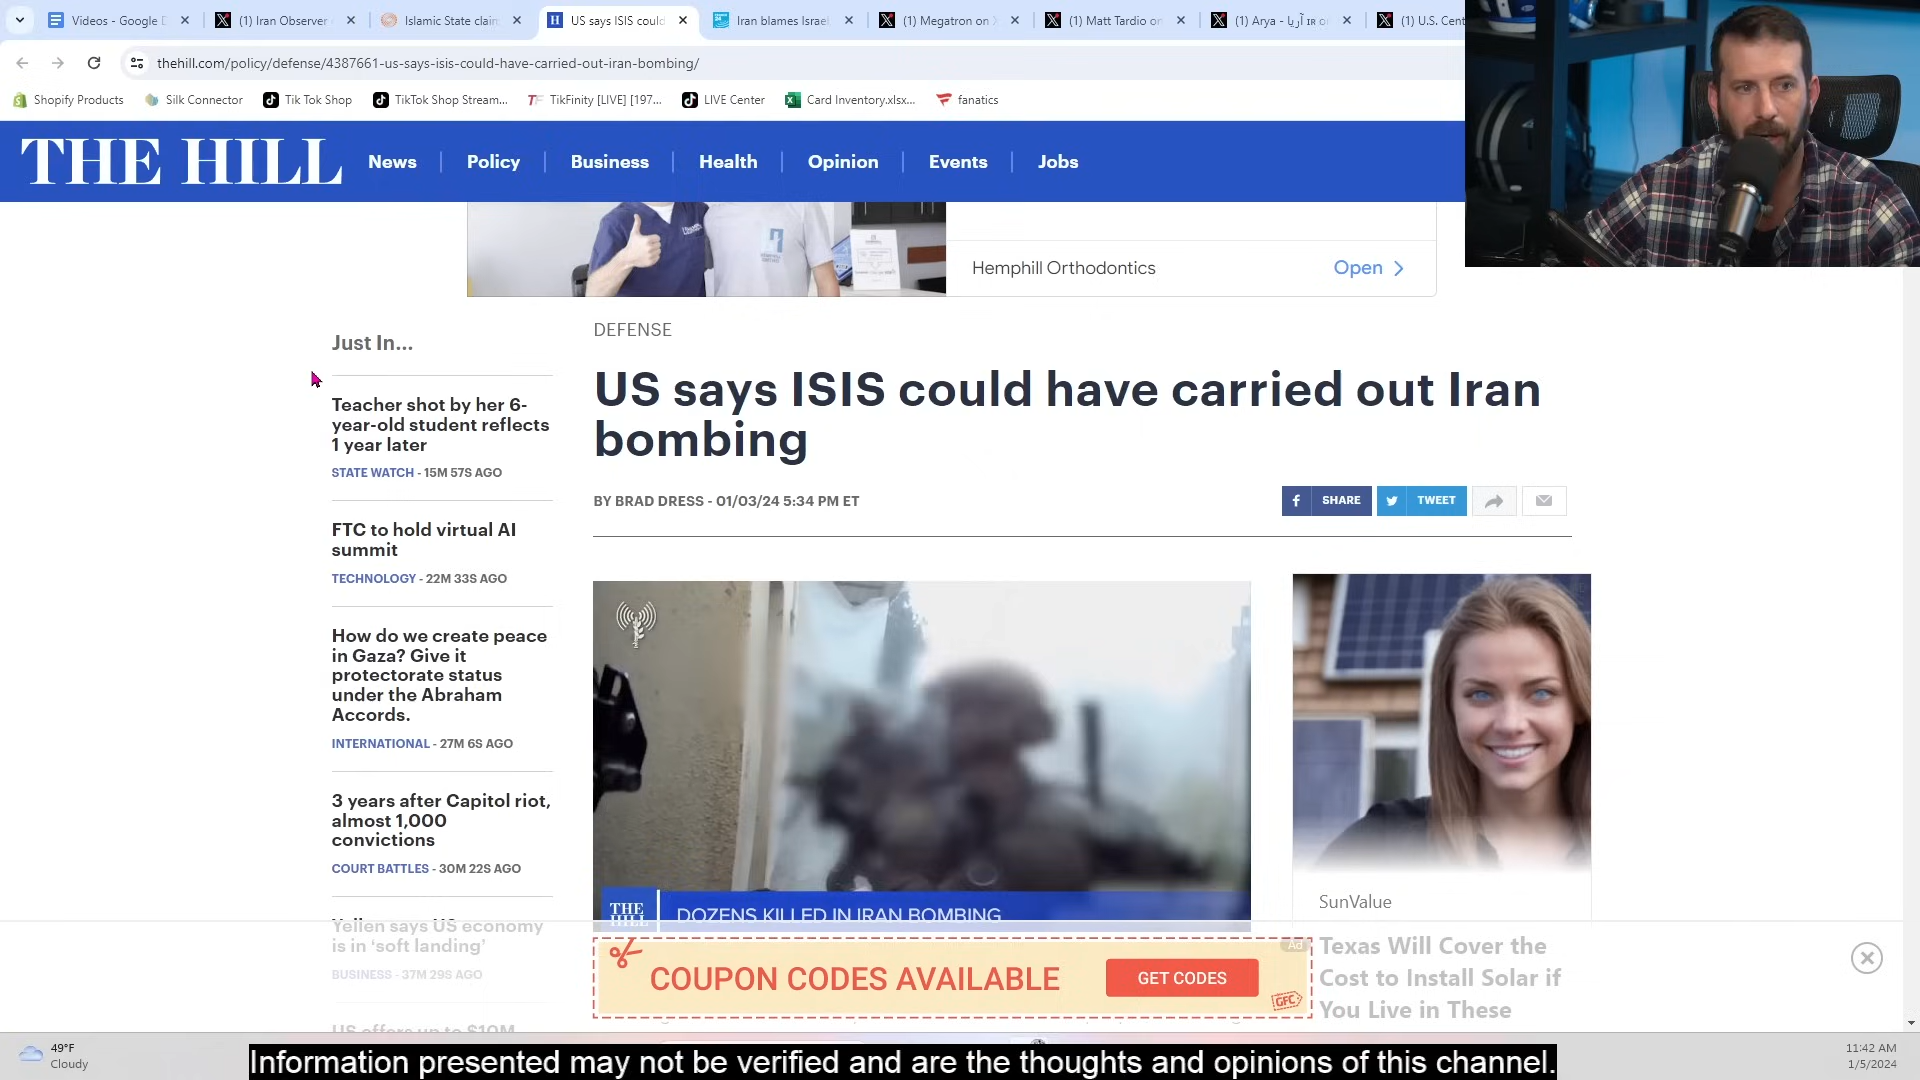 Videos - Google D
(1) Iran Observer
Islamic State claim
US says ISIS could
Iran blames Israel
(1) Megatron on X
(1) Matt Tardio on
(1) Arya - آریا
(1) U.S. Cent
thehill.com/policy/defense/4387661-us-says-isis-could-have-carried-out-iran-bombing/
Shopify Products
Silk Connector
Tik Tok Shop
TikTok Shop Stream...
TikFinity [LIVE] [197...
LIVE Center
Card Inventory.xlsx...
fanatics
THE HILL
News
Policy
Business
Health
Opinion
Events
Jobs
Hemphill Orthodontics
Open
Just In...
Teacher shot by her 6-
year-old student reflects
1 year later
STATE WATCH - 15M 57S AGO
FTC to hold virtual AI
summit
TECHNOLOGY - 22M 33S AGO
How do we create peace
in Gaza? Give it
protectorate status
under the Abraham
Accords.
INTERNATIONAL - 27M 6S AGO
3 years after Capitol riot,
almost 1,000
convictions
COURT BATTLES - 30M 22S AGO
Yellen says US economy
is in ‘soft landing’
BUSINESS - 37M 29S AGO
US offers up to $10M
DEFENSE
US says ISIS could have carried out Iran
bombing
BY BRAD DRESS - 01/03/24 5:34 PM ET
SHARE
TWEET
THE
HILL
DOZENS KILLED IN IRAN BOMBING
SunValue
Texas Will Cover the
Cost to Install Solar if
You Live in These
Ad
COUPON CODES AVAILABLE
GET CODES
GFC
49°F
Cloudy
Information presented may not be verified and are the thoughts and opinions of this channel.
11:42 AM
1/5/2024